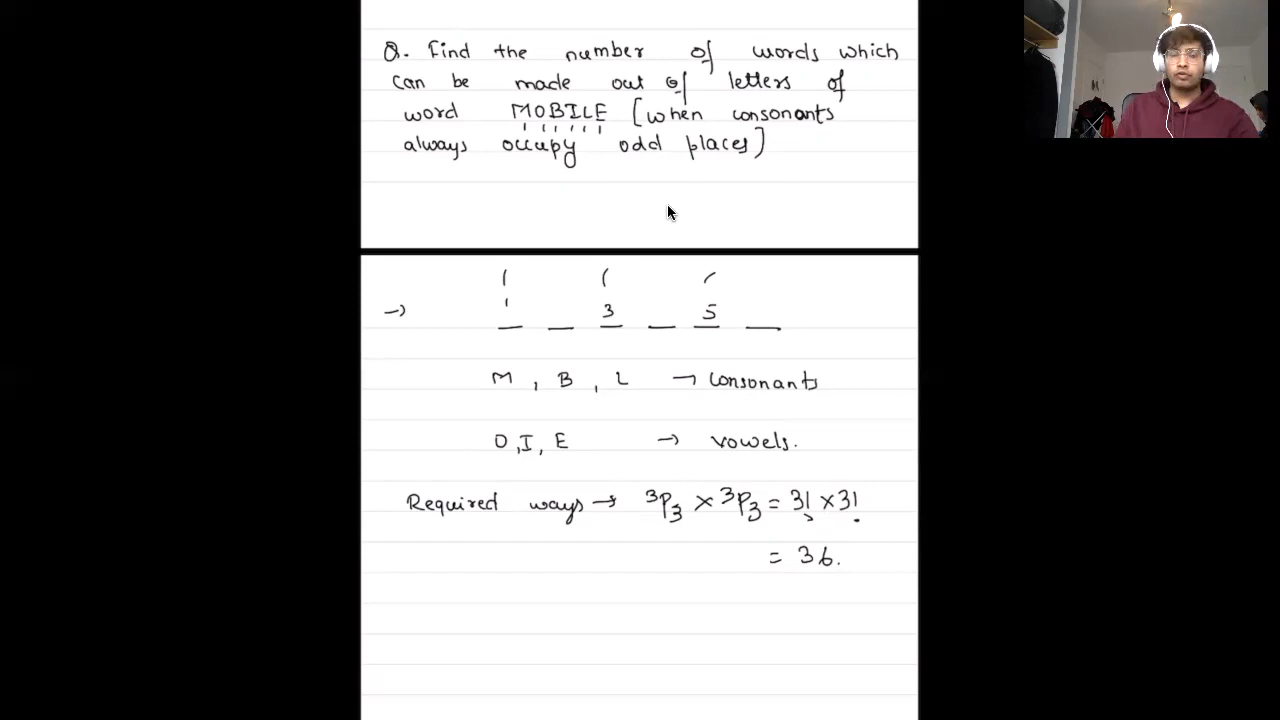 Q. Find the number of words which
can be made out of letters of
word MOBILE [when consonants
always occupy odd places]
→ 1 3 5
M, B, L → consonants
O, I, E → vowels.
Required ways → ³P₃ × ³P₃ = 3! × 3!
= 36.